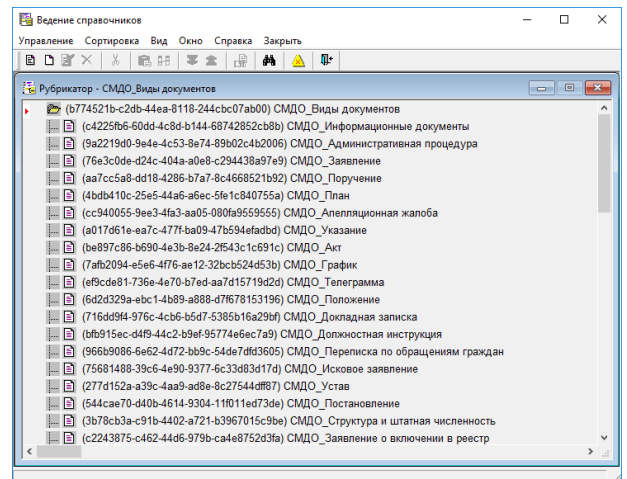 Ведение справочников
Управление Сортировка Вид Окно Справка Закрыть
Рубрикатор - СМДО_Виды документов
(b774521b-c2db-44ea-8118-244cbc07ab00) СМДО_Виды документов
(c4225fb6-60dd-4c8d-b144-68742852cb8b) СМДО_Информационные документы
(9a2219d0-9e4e-4c53-8e74-89b02c4b2006) СМДО_Административная процедура
(76e3c0de-d24c-404a-a0e8-c294438a97e9) СМДО_Заявление
(aa7cc5a8-dd18-4286-b7a7-8c4668521b92) СМДО_Поручение
(4bdb410c-25e5-44a6-a6ec-5fe1c840755a) СМДО_План
(cc940055-9ee3-4fa3-aa05-080fa9559555) СМДО_Апелляционная жалоба
(a017d61e-ea7c-477f-ba09-47b594efadbd) СМДО_Указание
(be897c86-b690-4e3b-8e24-2f543c1c691c) СМДО_Акт
(7afb2094-e5e6-4f76-ae12-32bcb524d53b) СМДО_График
(ef9cde81-736e-4e70-b7ed-aa7d15719d2d) СМДО_Телеграмма
(6d2d329a-ebc1-4b89-a888-d7f678153196) СМДО_Положение
(716dd9f4-976c-4cb6-b5d7-5385b16a29bf) СМДО_Докладная записка
(bfb915ec-d4f9-44c2-b9ef-95774e6ec7a9) СМДО_Должностная инструкция
(966b9086-6e62-4d72-bb9c-54de7dfd3605) СМДО_Переписка по обращениям граждан
(75681488-39c6-4e90-9377-6c33d83d17d) СМДО_Исковое заявление
(277d152a-a39c-4aa9-ad8e-8c27544dff87) СМДО_Устав
(544cae70-d40b-4614-9304-11f011ed73de) СМДО_Постановление
(3b78cb3a-c91b-4402-a721-b3967015c9be) СМДО_Структура и штатная численность
(c2243875-c462-44d6-979b-ca4e8752d3fa) СМДО_Заявление о включении в реестр